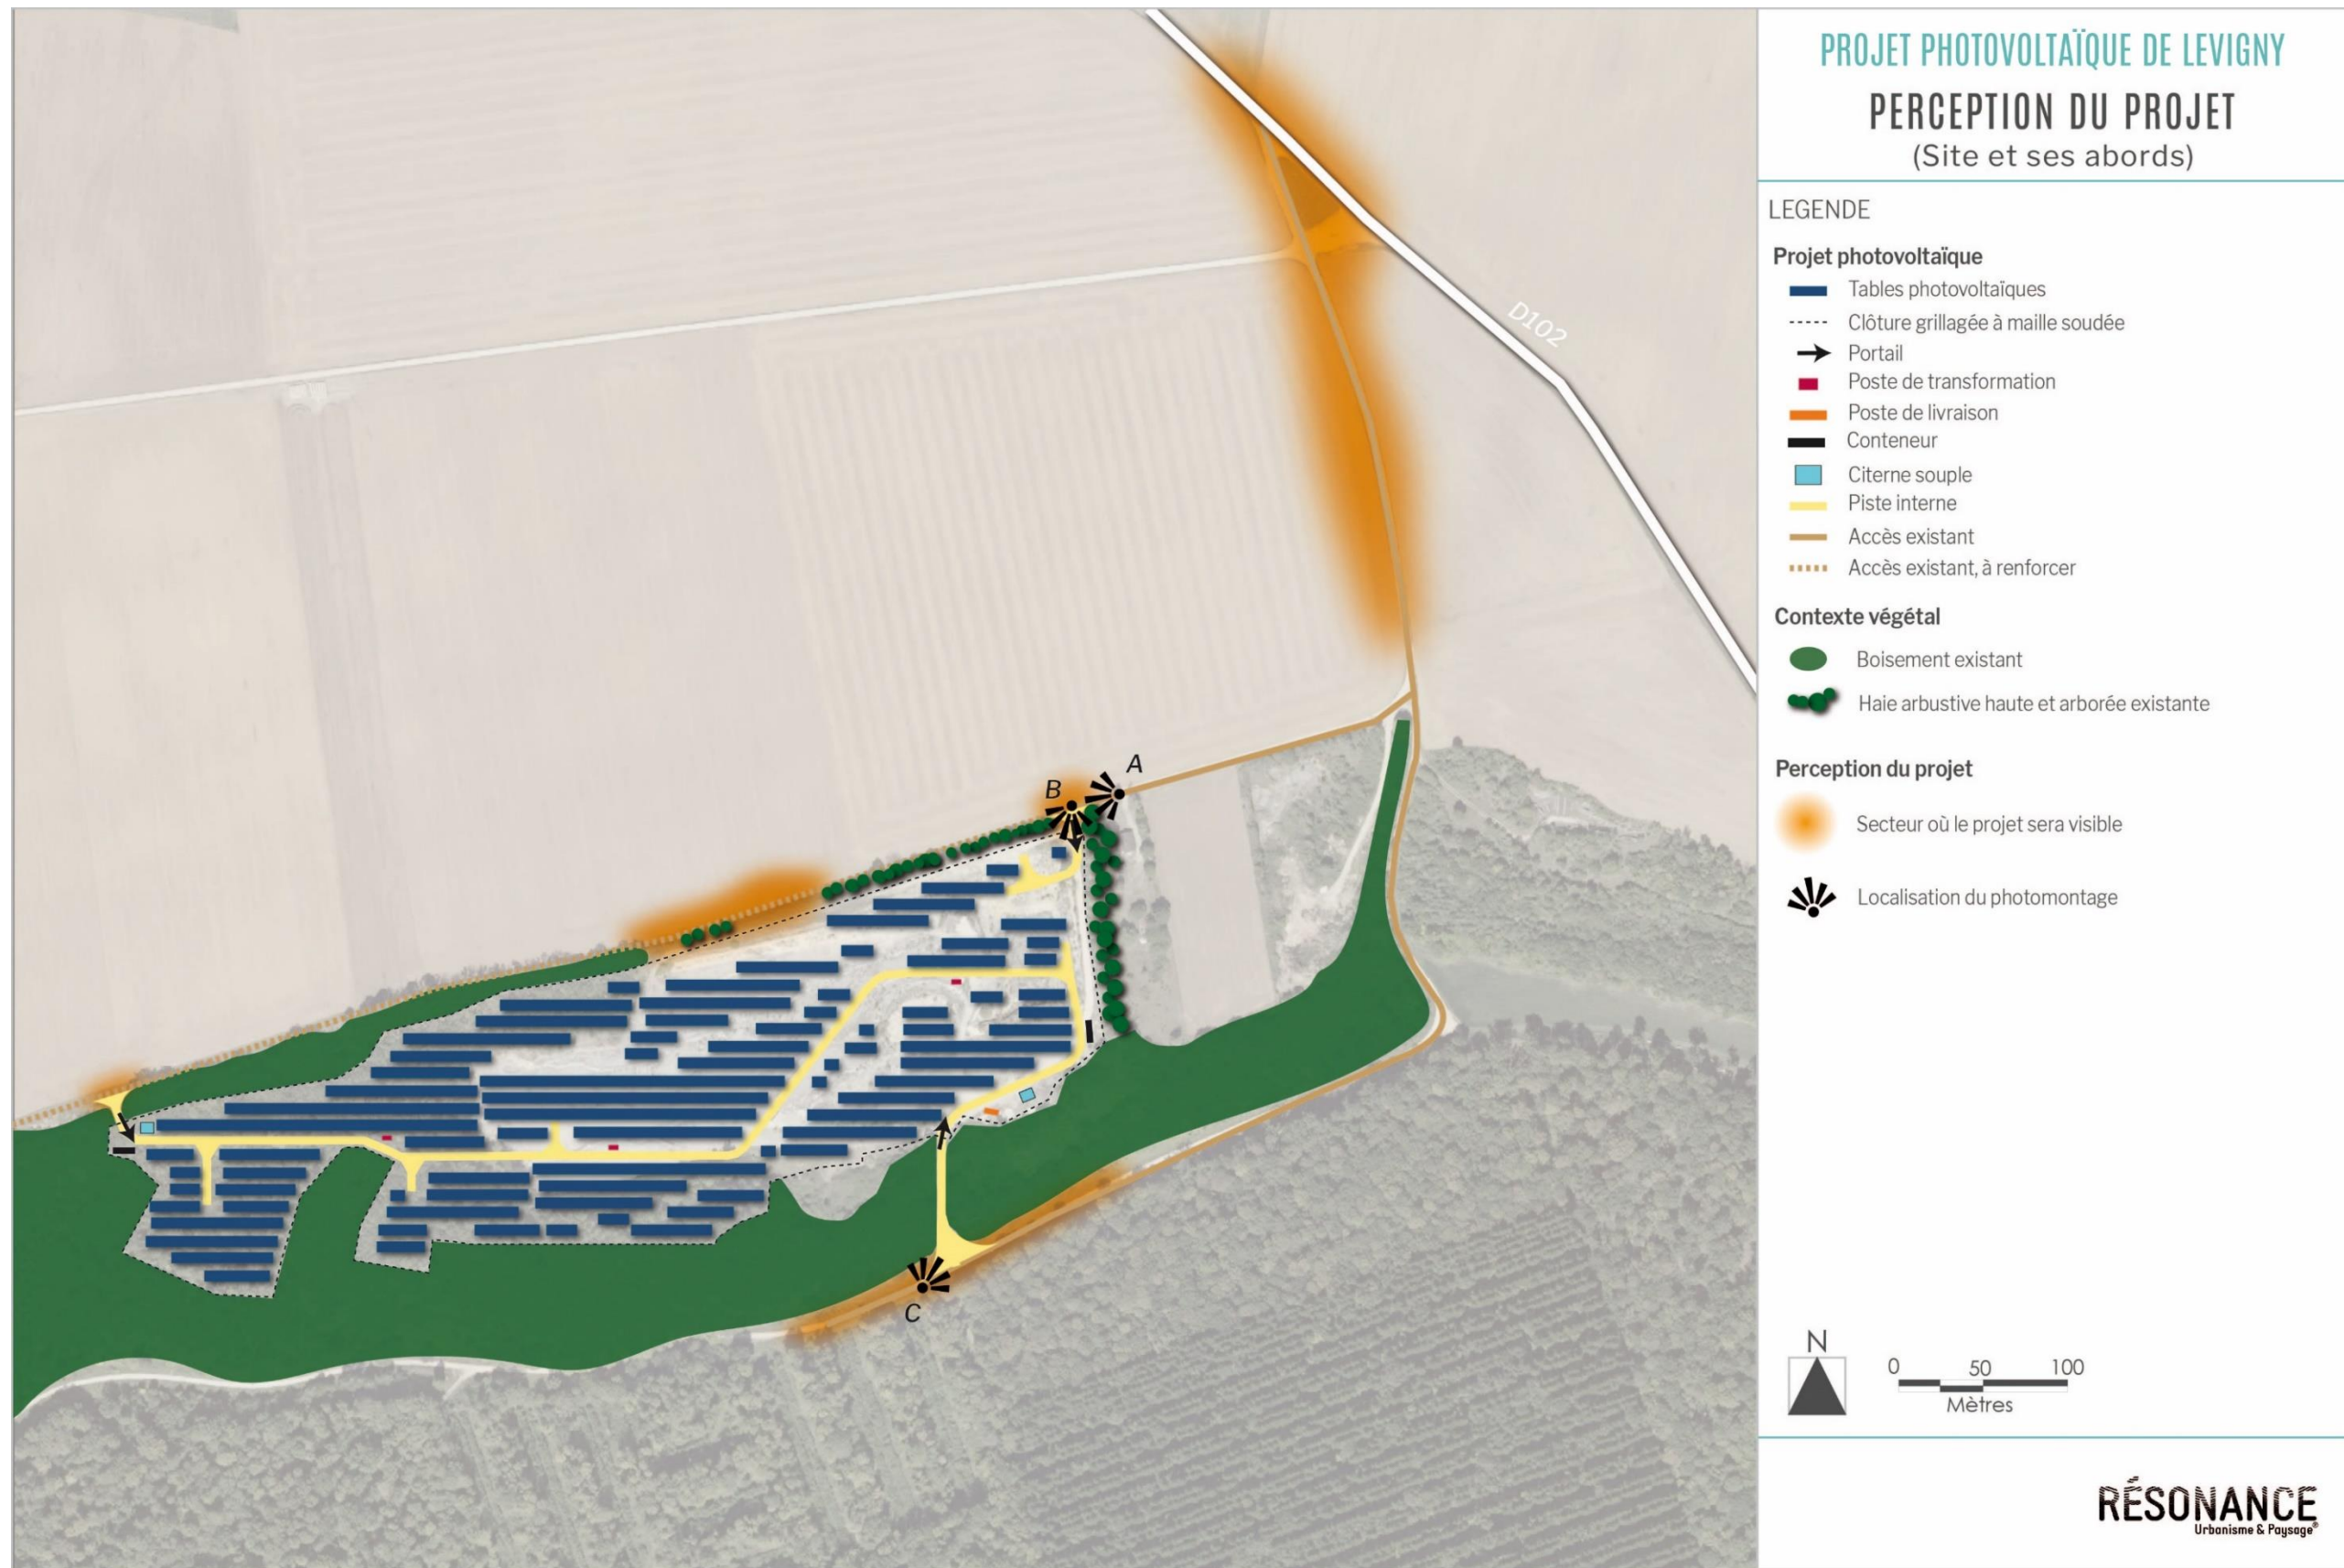 PROJET PHOTOVOLTAÏQUE DE LEVIGNY
PERCEPTION DU PROJET
(Site et ses abords)
LEGENDE
Projet photovoltaïque
Tables photovoltaïques
Clôture grillagée à maille soudée
Portail
Poste de transformation
Poste de livraison
Conteneur
Citerne souple
Piste interne
Accès existant
Accès existant, à renforcer
Contexte végétal
Boisement existant
Haie arbustive haute et arborée existante
Perception du projet
Secteur où le projet sera visible
Localisation du photomontage
D102
A
B
C
N
0 50 100
Mètres
RÉSONANCE
Urbanisme & Paysage®